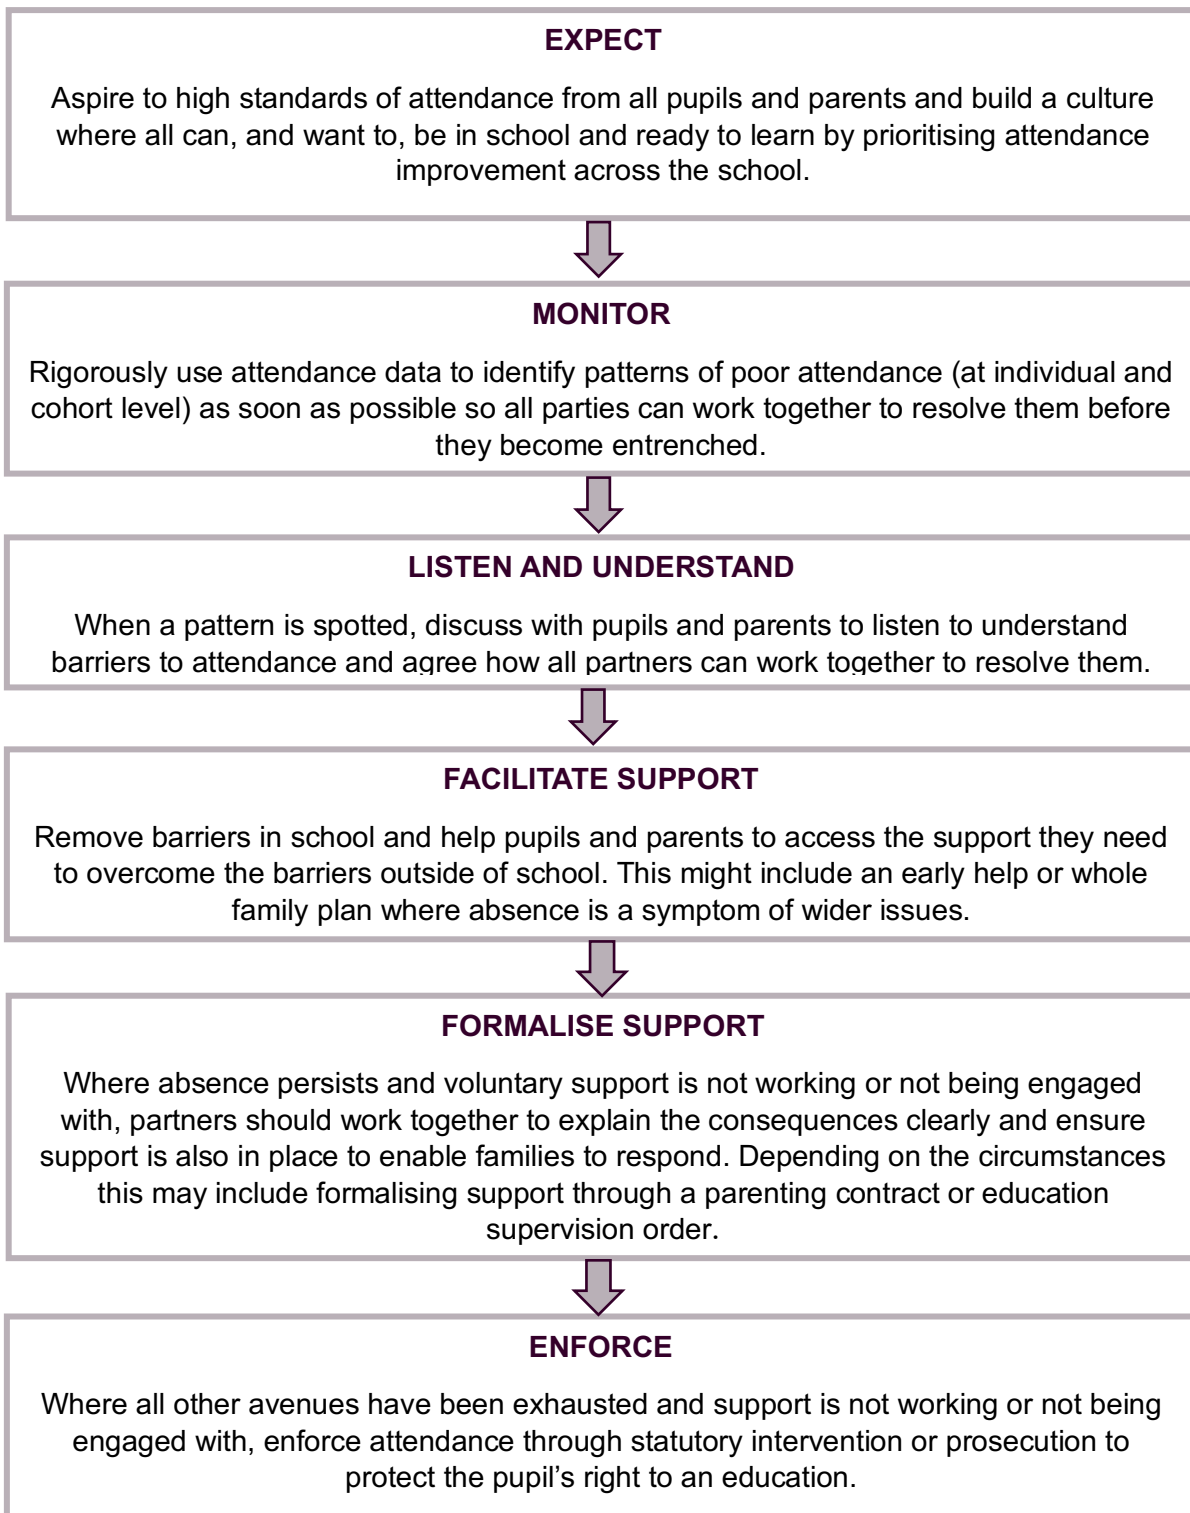 EXPECT
Aspire to high standards of attendance from all pupils and parents and build a culture
where all can, and want to, be in school and ready to learn by prioritising attendance
improvement across the school.
MONITOR
Rigorously use attendance data to identify patterns of poor attendance (at individual and
cohort level) as soon as possible so all parties can work together to resolve them before
they become entrenched.
LISTEN AND UNDERSTAND
When a pattern is spotted, discuss with pupils and parents to listen to understand
barriers to attendance and agree how all partners can work together to resolve them.
FACILITATE SUPPORT
Remove barriers in school and help pupils and parents to access the support they need
to overcome the barriers outside of school. This might include an early help or whole
family plan where absence is a symptom of wider issues.
FORMALISE SUPPORT
Where absence persists and voluntary support is not working or not being engaged
with, partners should work together to explain the consequences clearly and ensure
support is also in place to enable families to respond. Depending on the circumstances
this may include formalising support through a parenting contract or education
supervision order.
ENFORCE
Where all other avenues have been exhausted and support is not working or not being
engaged with, enforce attendance through statutory intervention or prosecution to
protect the pupil’s right to an education.